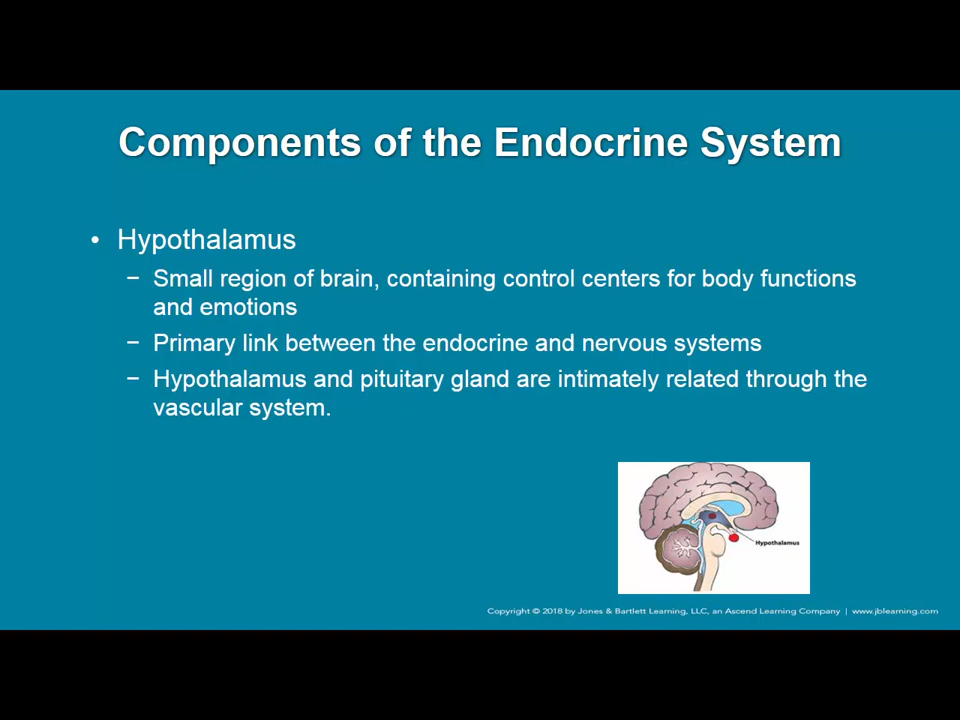 Components of the Endocrine System
• Hypothalamus
− Small region of brain, containing control centers for body functions
and emotions
− Primary link between the endocrine and nervous systems
− Hypothalamus and pituitary gland are intimately related through the
vascular system.
Hypothalamus
Copyright © 2018 by Jones & Bartlett Learning, LLC, an Ascend Learning Company | www.jblearning.com